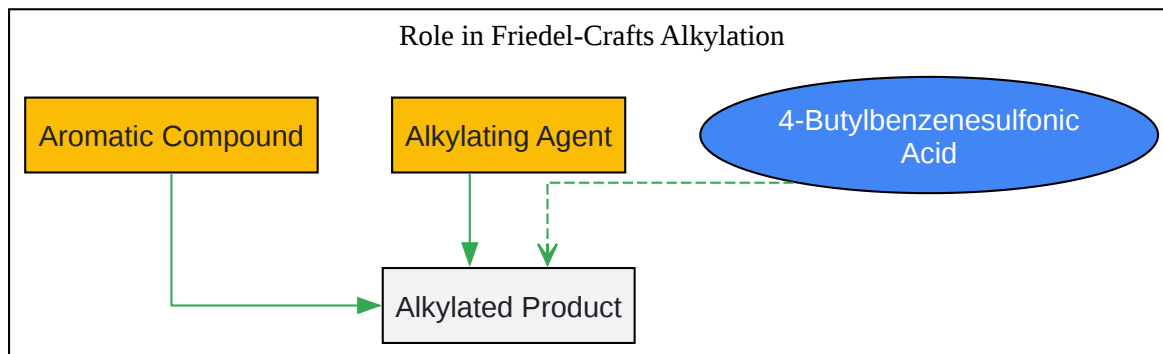 Role in Friedel-Crafts Alkylation
Aromatic Compound
Alkylating Agent
4-Butylbenzenesulfonic
Acid
Alkylated Product